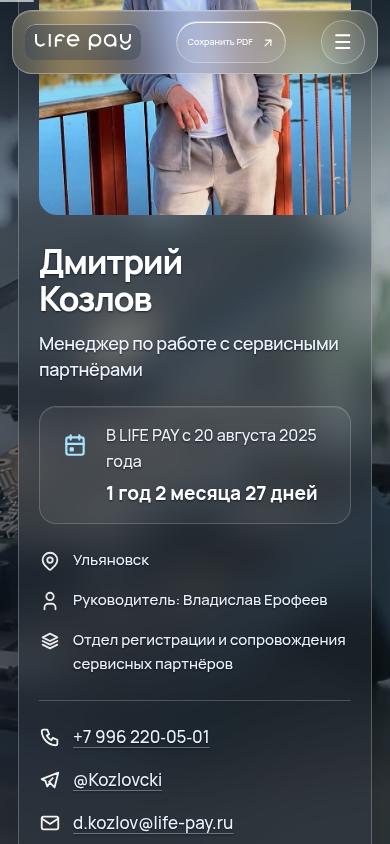 LIFE PAY
Сохранить PDF
Дмитрий
Козлов
Менеджер по работе с сервисными
партнёрами
В LIFE PAY с 20 августа 2025
года
1 год 2 месяца 27 дней
Ульяновск
Руководитель: Владислав Ерофеев
Отдел регистрации и сопровождения
сервисных партнёров
+7 996 220-05-01
@Kozlovcki
d.kozlov@life-pay.ru